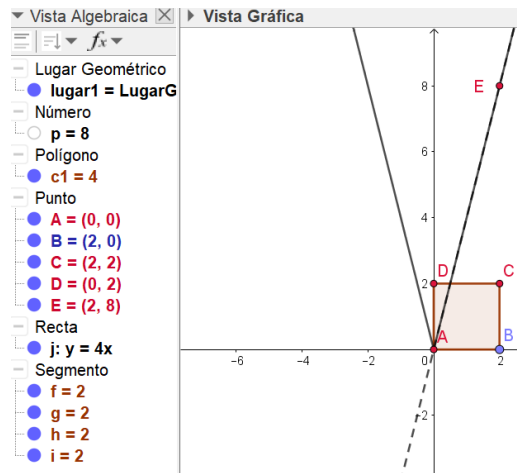 Vista Algebraica
Vista Gráfica
fx
Lugar Geométrico
lugar1 = LugarG
Número
p = 8
Polígono
c1 = 4
Punto
A = (0, 0)
B = (2, 0)
C = (2, 2)
D = (0, 2)
E = (2, 8)
Recta
j: y = 4x
Segmento
f = 2
g = 2
h = 2
i = 2
8
E
6
4
D
C
2
A
B
-6
-4
-2
0
2
-2